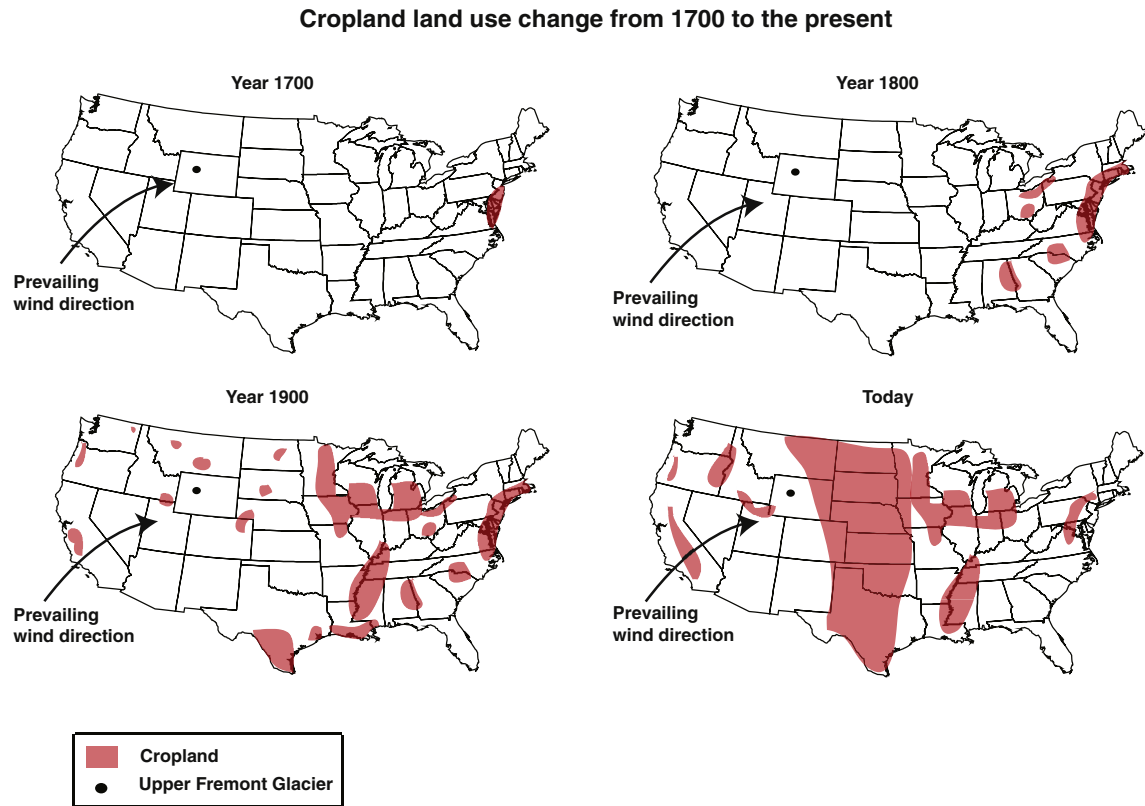 Cropland land use change from 1700 to the present
Year 1700
Prevailing
wind direction
Year 1800
Prevailing
wind direction
Year 1900
Prevailing
wind direction
Today
Prevailing
wind direction
Cropland
Upper Fremont Glacier